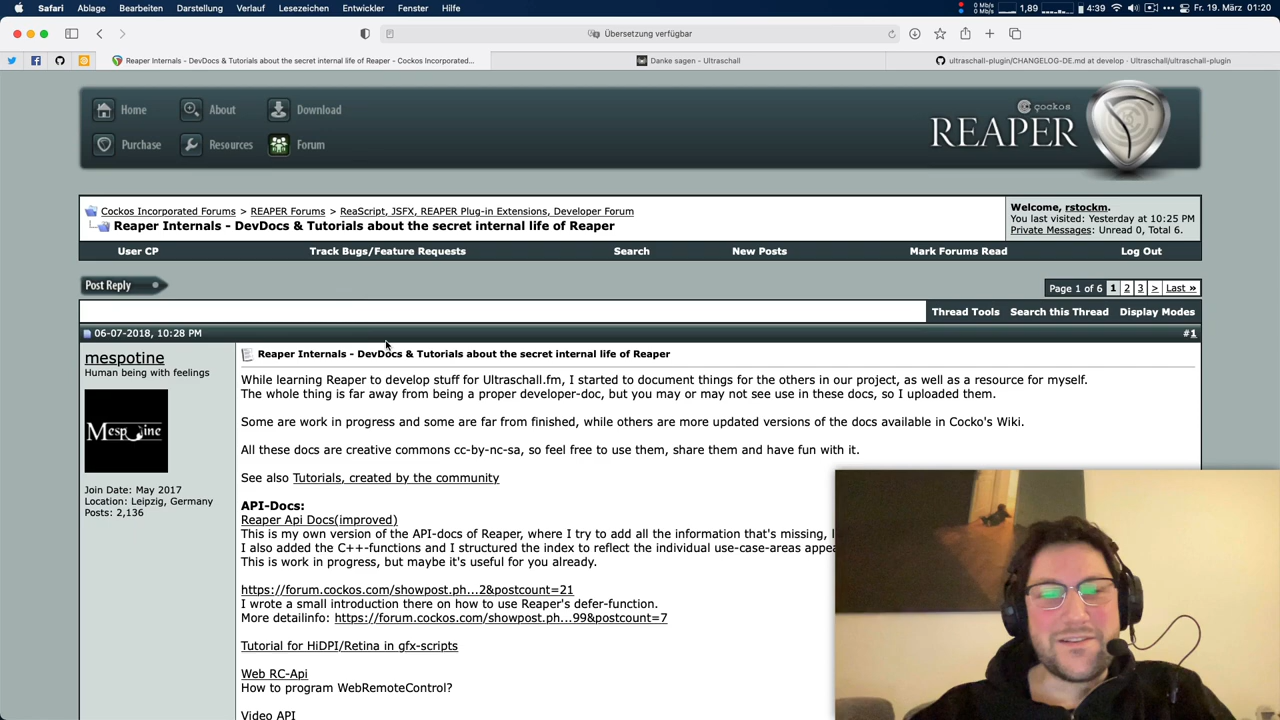 Safari Ablage Bearbeiten Darstellung Verlauf Lesezeichen Entwickler Fenster Hilfe 0 Mb/s 0 Mb/s 1,89 4:39 Fr. 19. März 01:20
Übersetzung verfügbar
Reaper Internals - DevDocs & Tutorials about the secret internal life of Reaper - Cockos Incorporated... Danke sagen - Ultraschall ultraschall-plugin/CHANGELOG-DE.md at develop · Ultraschall/ultraschall-plugin
Home About Download
Purchase Resources Forum
cockos
REAPER
Cockos Incorporated Forums > REAPER Forums > ReaScript, JSFX, REAPER Plug-in Extensions, Developer Forum
Reaper Internals - DevDocs & Tutorials about the secret internal life of Reaper
Welcome, rstockm.
You last visited: Yesterday at 10:25 PM
Private Messages: Unread 0, Total 6.
User CP Track Bugs/Feature Requests Search New Posts Mark Forums Read Log Out
Post Reply
Page 1 of 6 1 2 3 > Last »
Thread Tools Search this Thread Display Modes
06-07-2018, 10:28 PM #1
mespotine
Human being with feelings
Mespotine
Join Date: May 2017
Location: Leipzig, Germany
Posts: 2,136
Reaper Internals - DevDocs & Tutorials about the secret internal life of Reaper
While learning Reaper to develop stuff for Ultraschall.fm, I started to document things for the others in our project, as well as a resource for myself.
The whole thing is far away from being a proper developer-doc, but you may or may not see use in these docs, so I uploaded them.
Some are work in progress and some are far from finished, while others are more updated versions of the docs available in Cocko's Wiki.
All these docs are creative commons cc-by-nc-sa, so feel free to use them, share them and have fun with it.
See also Tutorials, created by the community
API-Docs:
Reaper Api Docs(improved)
This is my own version of the API-docs of Reaper, where I try to add all the information that's missing,
I also added the C++-functions and I structured the index to reflect the individual use-case-areas
This is work in progress, but maybe it's useful for you already.
https://forum.cockos.com/showpost.ph...2&postcount=21
I wrote a small introduction there on how to use Reaper's defer-function.
More detailinfo: https://forum.cockos.com/showpost.ph...99&postcount=7
Tutorial for HiDPI/Retina in gfx-scripts
Web RC-Api
How to program WebRemoteControl?
Video API